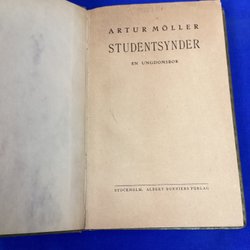 ARTUR MÖLLER
STUDENTSYNDER
EN UNGDOMSBOK
STOCKHOLM, ALBERT BONNIERS FÖRLAG